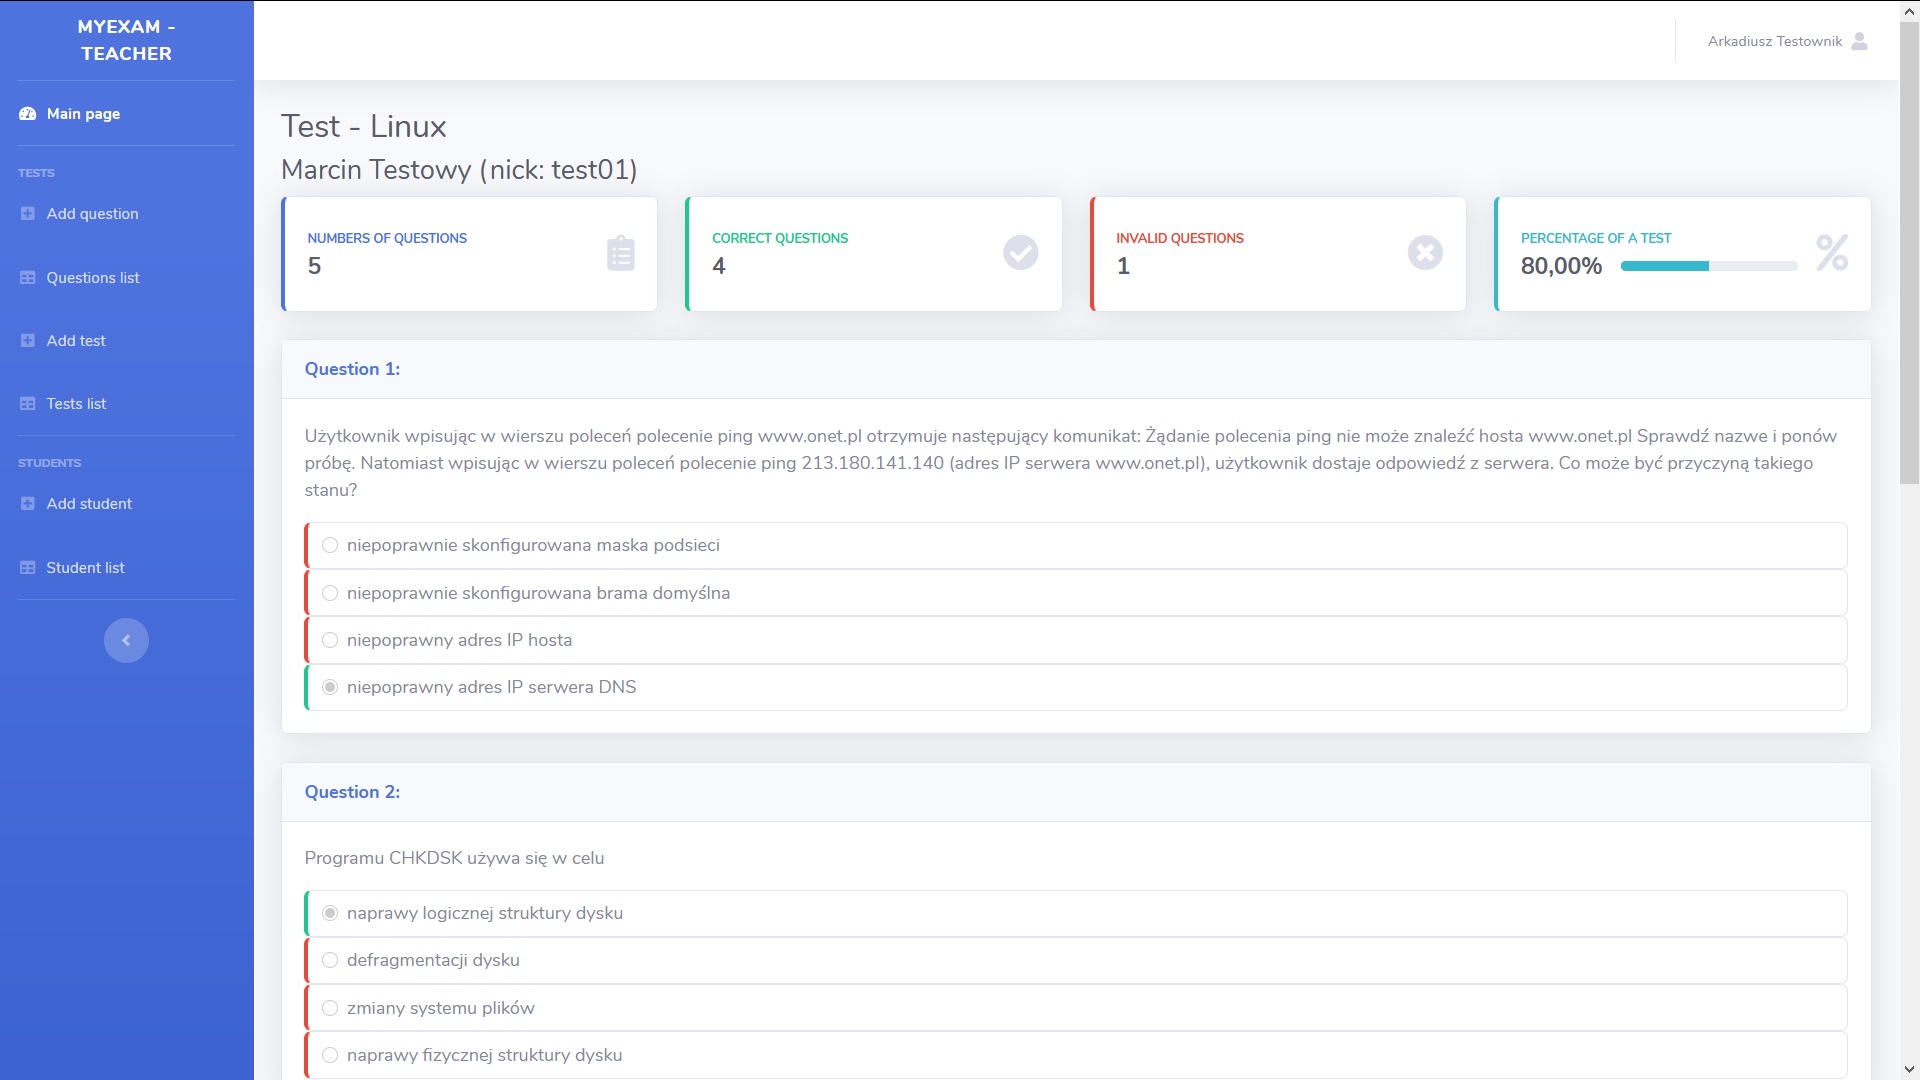 MYEXAM -
TEACHER
Main page
TESTS
Add question
Questions list
Add test
Tests list
STUDENTS
Add student
Student list
Arkadiusz Testownik
Test - Linux
Marcin Testowy (nick: test01)
NUMBERS OF QUESTIONS
5
CORRECT QUESTIONS
4
INVALID QUESTIONS
1
PERCENTAGE OF A TEST
80,00%
Question 1:
Użytkownik wpisując w wierszu poleceń polecenie ping www.onet.pl otrzymuje następujący komunikat: Żądanie polecenia ping nie może znaleźć hosta www.onet.pl Sprawdź nazwe i ponów
próbę. Natomiast wpisując w wierszu poleceń polecenie ping 213.180.141.140 (adres IP serwera www.onet.pl), użytkownik dostaje odpowiedź z serwera. Co może być przyczyną takiego
stanu?
niepoprawnie skonfigurowana maska podsieci
niepoprawnie skonfigurowana brama domyślna
niepoprawny adres IP hosta
niepoprawny adres IP serwera DNS
Question 2:
Programu CHKDSK używa się w celu
naprawy logicznej struktury dysku
defragmentacji dysku
zmiany systemu plików
naprawy fizycznej struktury dysku